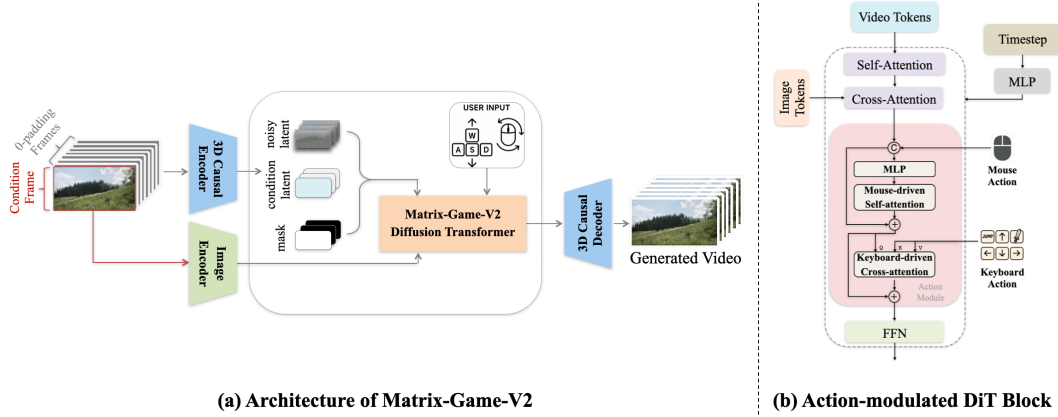 0-padding
Frames
Condition
Frame
3D Causal
Encoder
Image
Encoder
noisy
latent
condition
latent
mask
USER INPUT
W
A S D
Matrix-Game-V2
Diffusion Transformer
3D Causal
Decoder
Generated Video
(a) Architecture of Matrix-Game-V2
Video Tokens
Timestep
Self-Attention
MLP
Image
Tokens
Cross-Attention
C
Mouse
Action
MLP
Mouse-driven
Self-attention
Q K V
JUMP
Keyboard-driven
Cross-attention
Keyboard
Action
Action
Module
FFN
(b) Action-modulated DiT Block